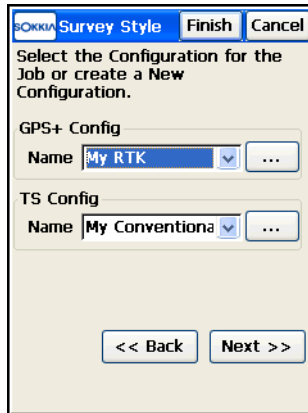 SOKKIA Survey Style Finish Cancel
Select the Configuration for the
Job or create a New
Configuration.
GPS+ Config
Name My RTK ...
TS Config
Name My Conventiona ...
<< Back Next >>